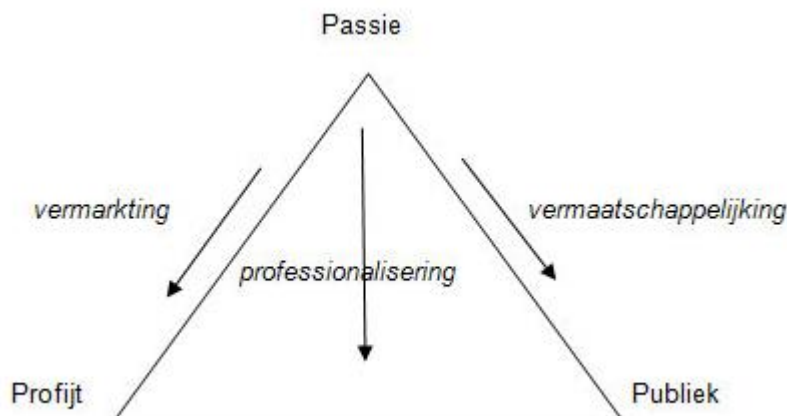 Passie
vermarkting
vermaatschappelijking
professionalisering
Profijt
Publiek